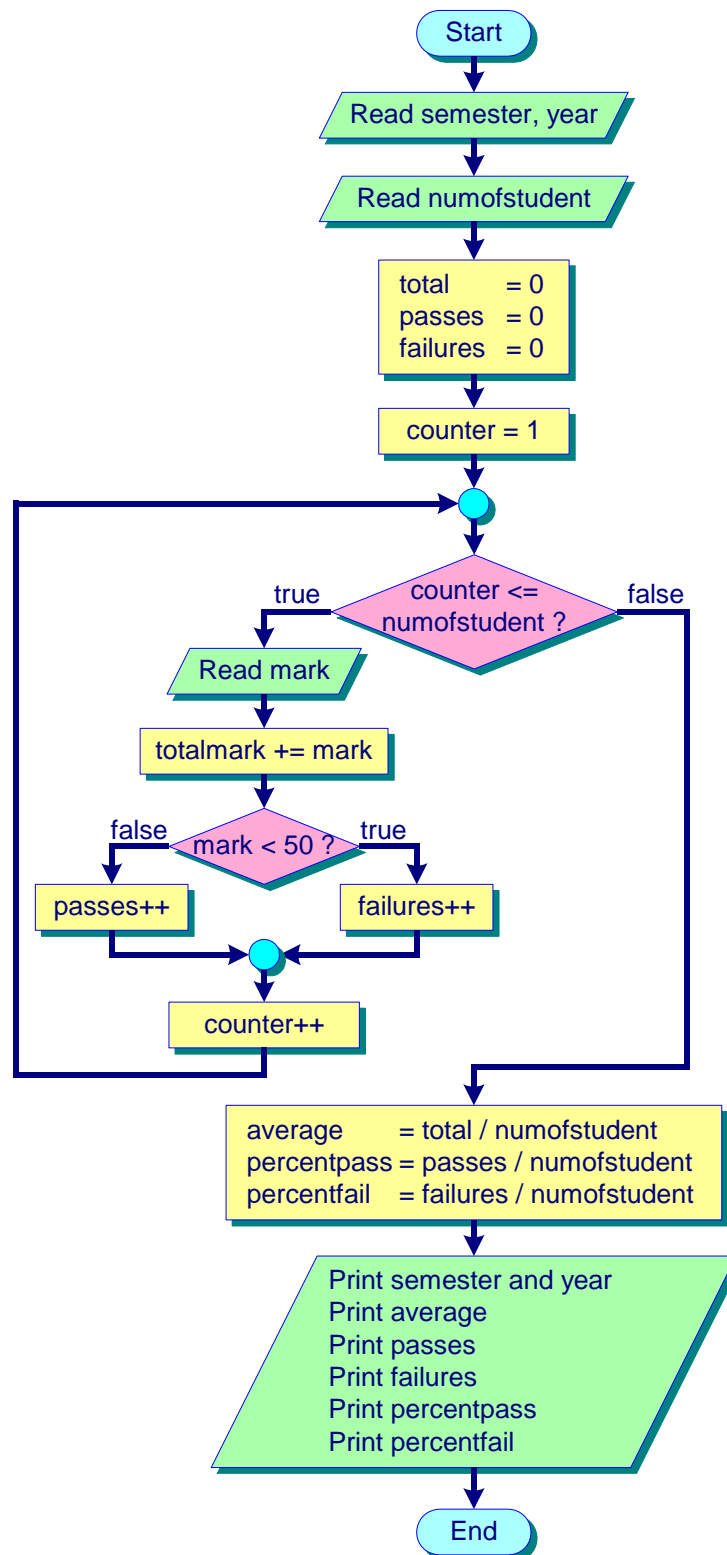 Start
Read semester, year
Read numofstudent
total = 0
passes = 0
failures = 0
counter = 1
counter <=
numofstudent ?
true
false
Read mark
totalmark += mark
mark < 50 ?
false
true
passes++
failures++
counter++
average = total / numofstudent
percentpass = passes / numofstudent
percentfail = failures / numofstudent
Print semester and year
Print average
Print passes
Print failures
Print percentpass
Print percentfail
End